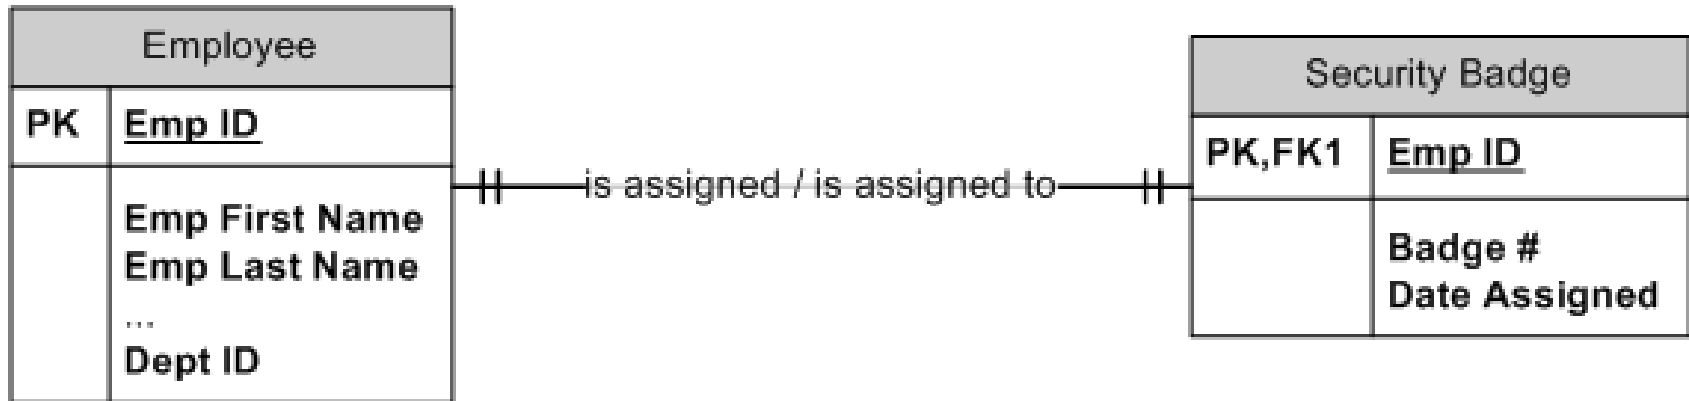 Employee
PK Emp ID
Emp First Name
Emp Last Name
...
Dept ID
is assigned / is assigned to
Security Badge
PK,FK1 Emp ID
Badge #
Date Assigned